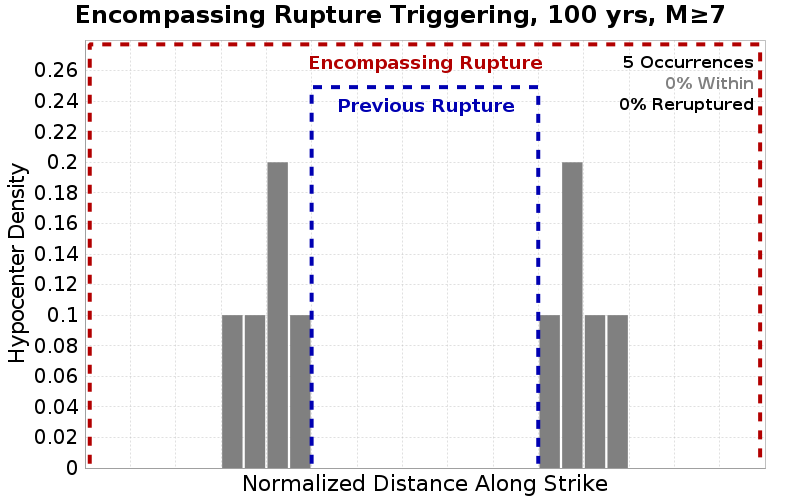 Encompassing Rupture Triggering, 100 yrs, M≥7
Encompassing Rupture
5 Occurrences
0% Within
0% Reruptured
Previous Rupture
0.26
0.24
0.22
0.2
0.18
0.16
0.14
0.12
0.1
0.08
0.06
0.04
0.02
0
Hypocenter Density
Normalized Distance Along Strike